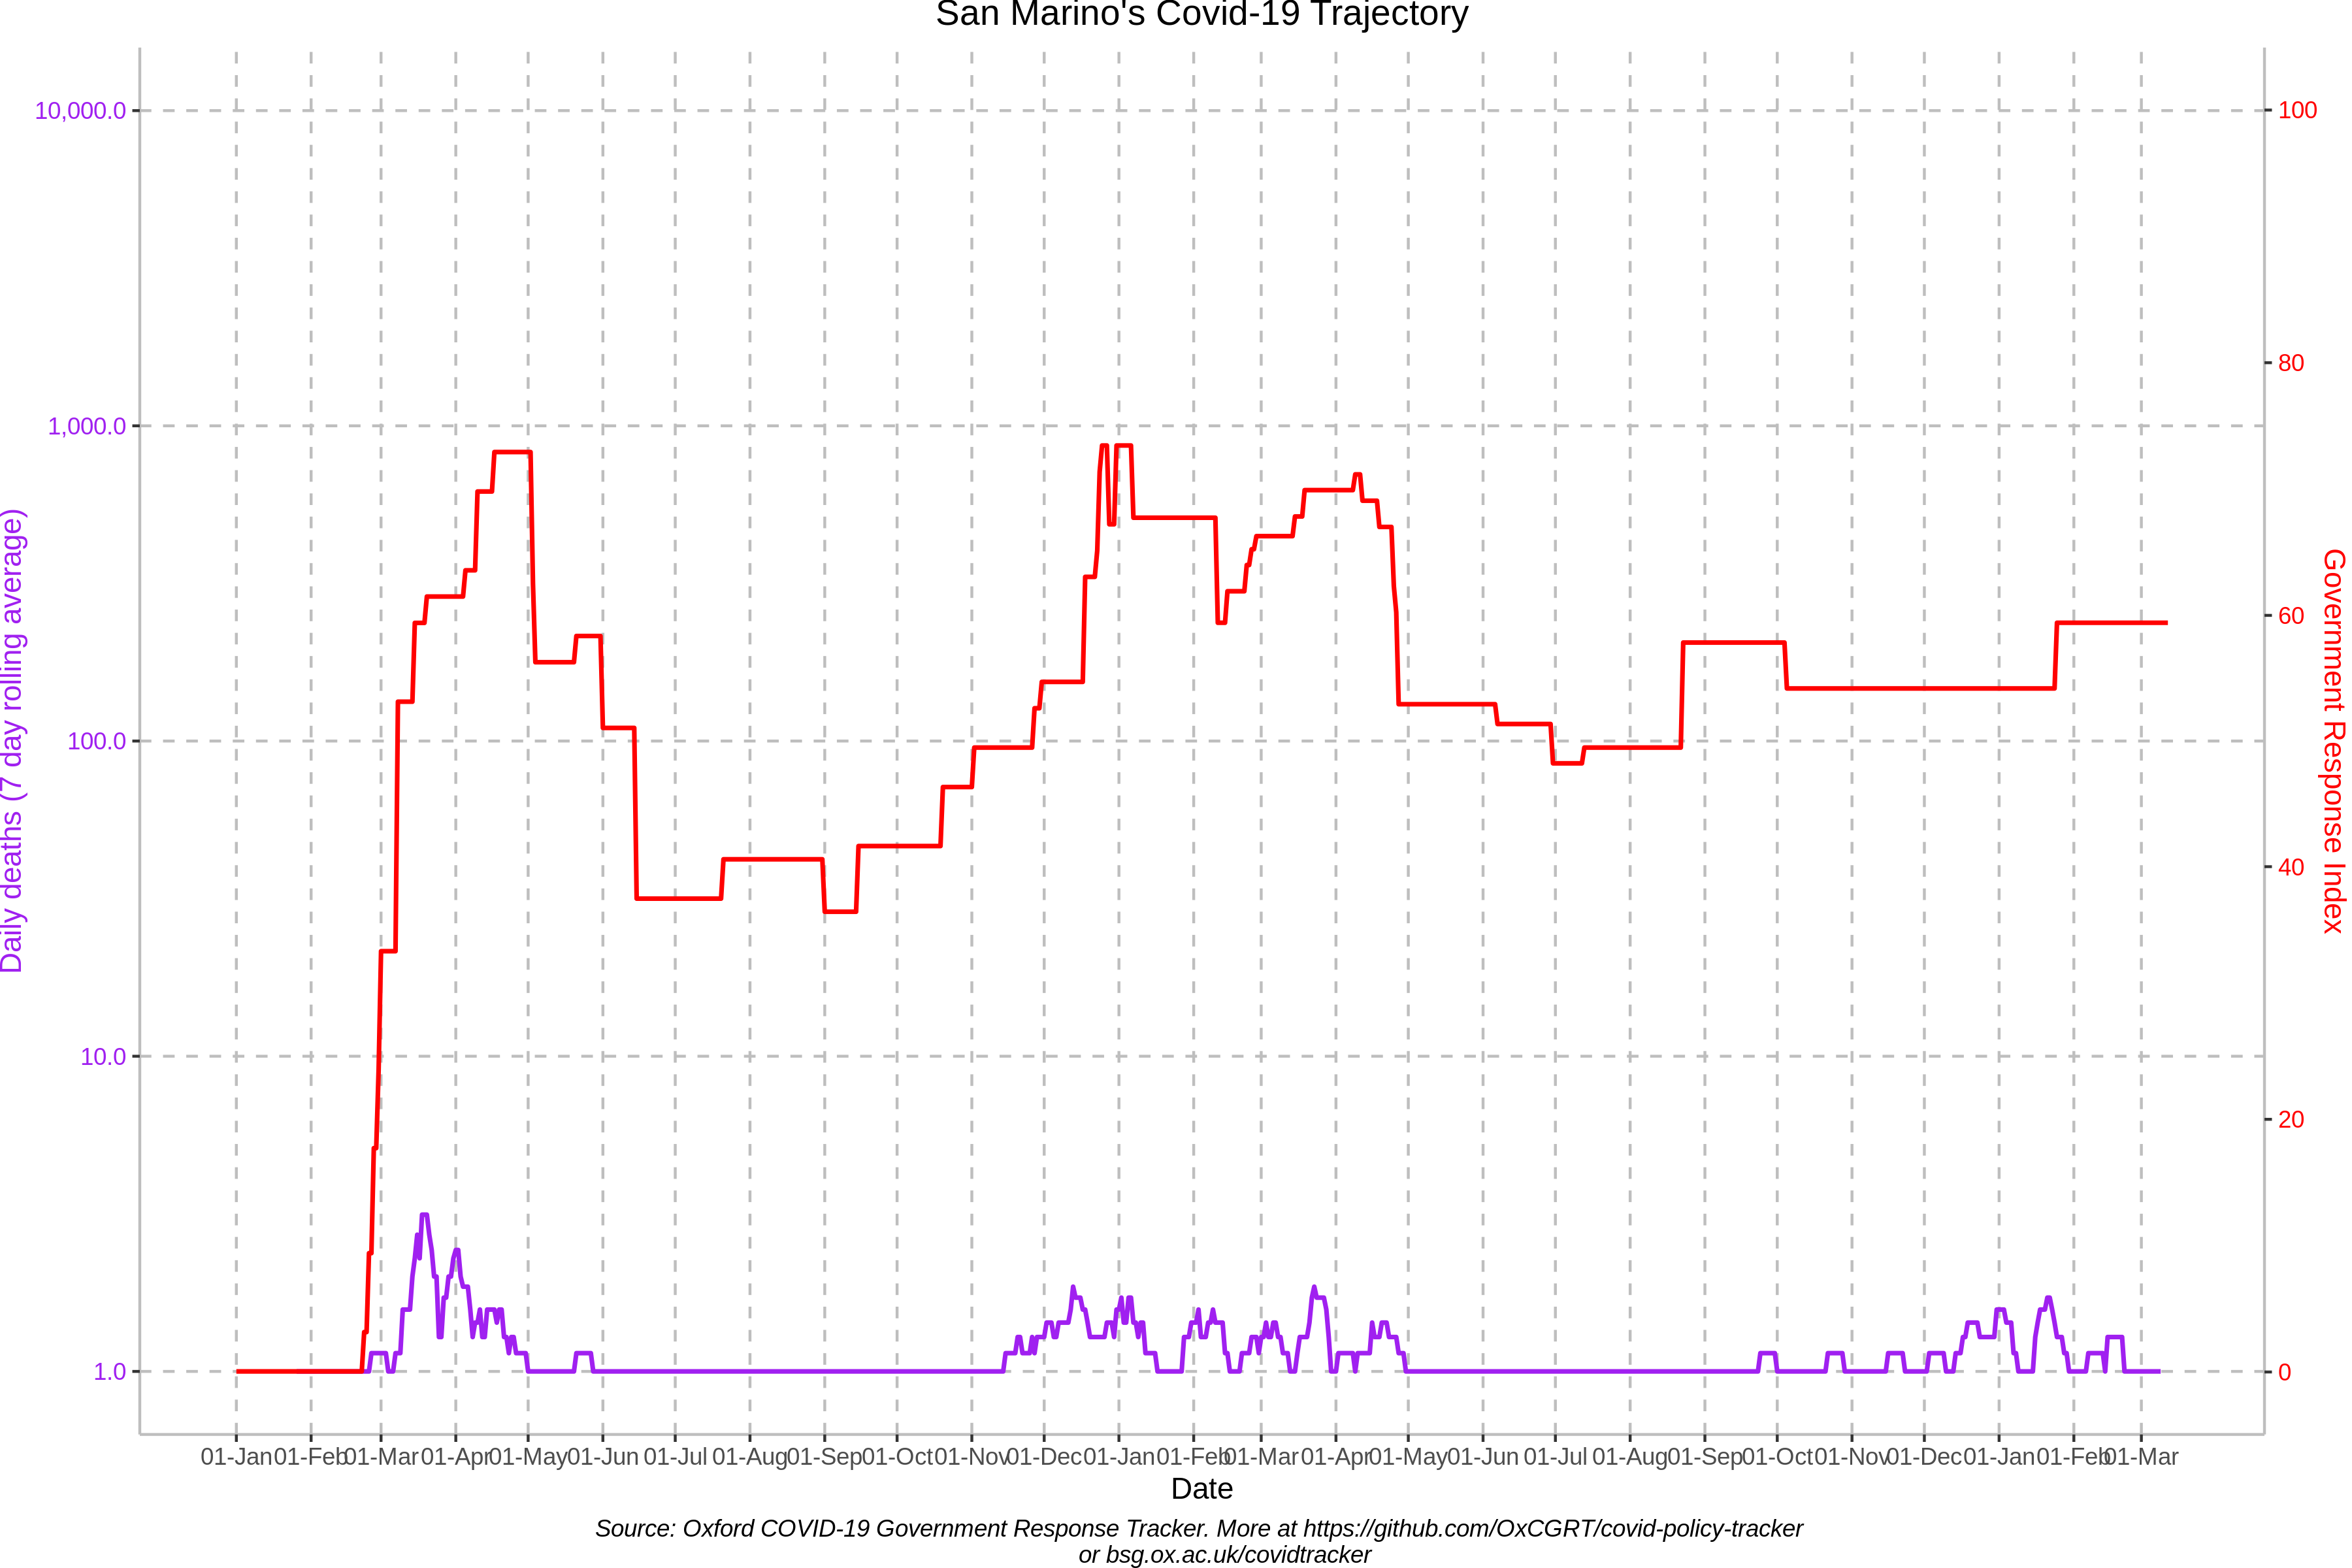 San Marino's Covid-19 Trajectory
10,000.0
1,000.0
100.0
10.0
1.0
Daily deaths (7 day rolling average)
100
80
60
40
20
0
Government Response Index
01-Jan 01-Feb 01-Mar 01-Apr 01-May 01-Jun 01-Jul 01-Aug 01-Sep 01-Oct 01-Nov 01-Dec 01-Jan 01-Feb 01-Mar 01-Apr 01-May 01-Jun 01-Jul 01-Aug 01-Sep 01-Oct 01-Nov 01-Dec 01-Jan 01-Feb 01-Mar
Date
Source: Oxford COVID-19 Government Response Tracker. More at https://github.com/OxCGRT/covid-policy-tracker
or bsg.ox.ac.uk/covidtracker